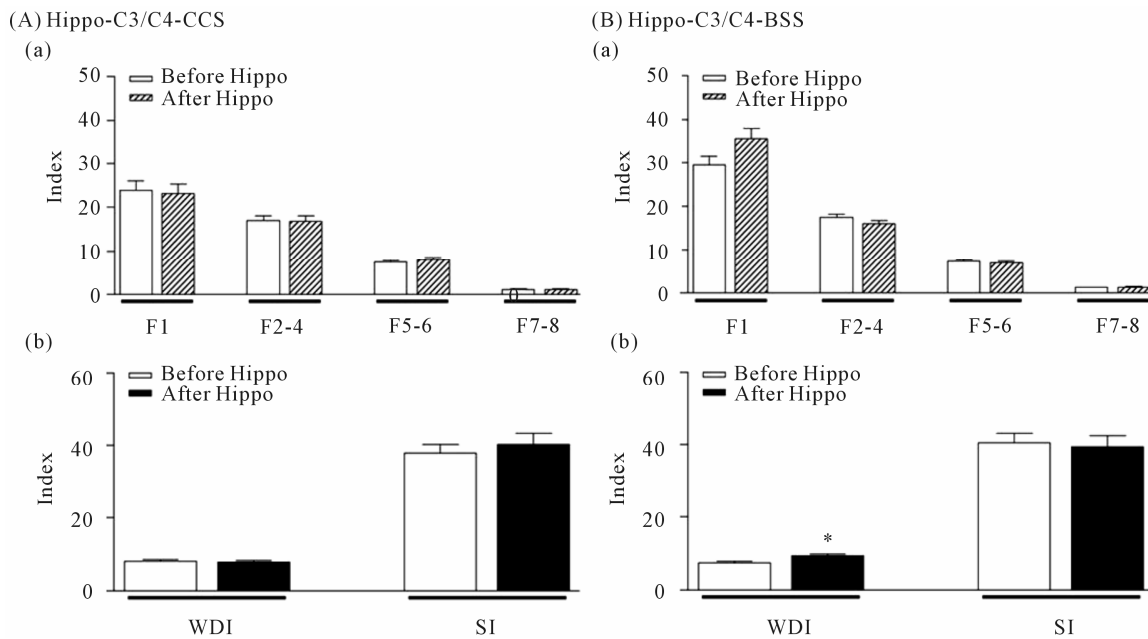 (A) Hippo-C3/C4-CCS
(a)
50
40
30
20
10
0
Index
Before Hippo
After Hippo
0
F1 F2-4 F5-6 F7-8
(b)
60
40
20
0
Index
Before Hippo
After Hippo
WDI SI
(B) Hippo-C3/C4-BSS
(a)
50
40
30
20
10
0
Index
Before Hippo
After Hippo
F1 F2-4 F5-6 F7-8
(b)
60
40
20
0
Index
Before Hippo
After Hippo
*
WDI SI